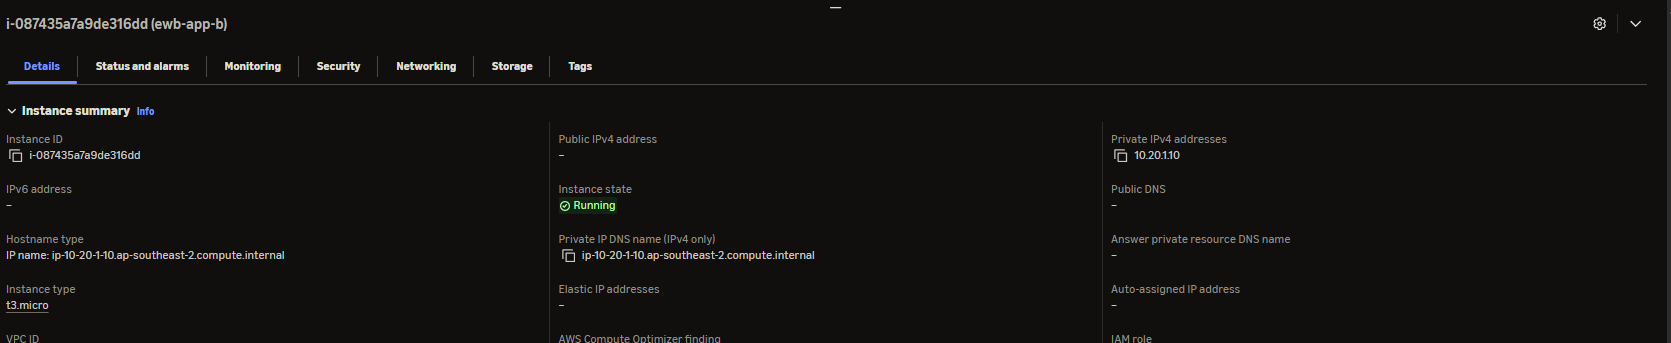 i-087435a7a9de316dd (ewb-app-b)
Details
Status and alarms
Monitoring
Security
Networking
Storage
Tags
Instance summary Info
Instance ID
i-087435a7a9de316dd
Public IPv4 address
–
Private IPv4 addresses
10.20.1.10
IPv6 address
–
Instance state
Running
Public DNS
–
Hostname type
IP name: ip-10-20-1-10.ap-southeast-2.compute.internal
Private IP DNS name (IPv4 only)
ip-10-20-1-10.ap-southeast-2.compute.internal
Answer private resource DNS name
–
Instance type
t3.micro
Elastic IP addresses
–
Auto-assigned IP address
–
VPC ID
AWS Compute Optimizer finding
IAM role